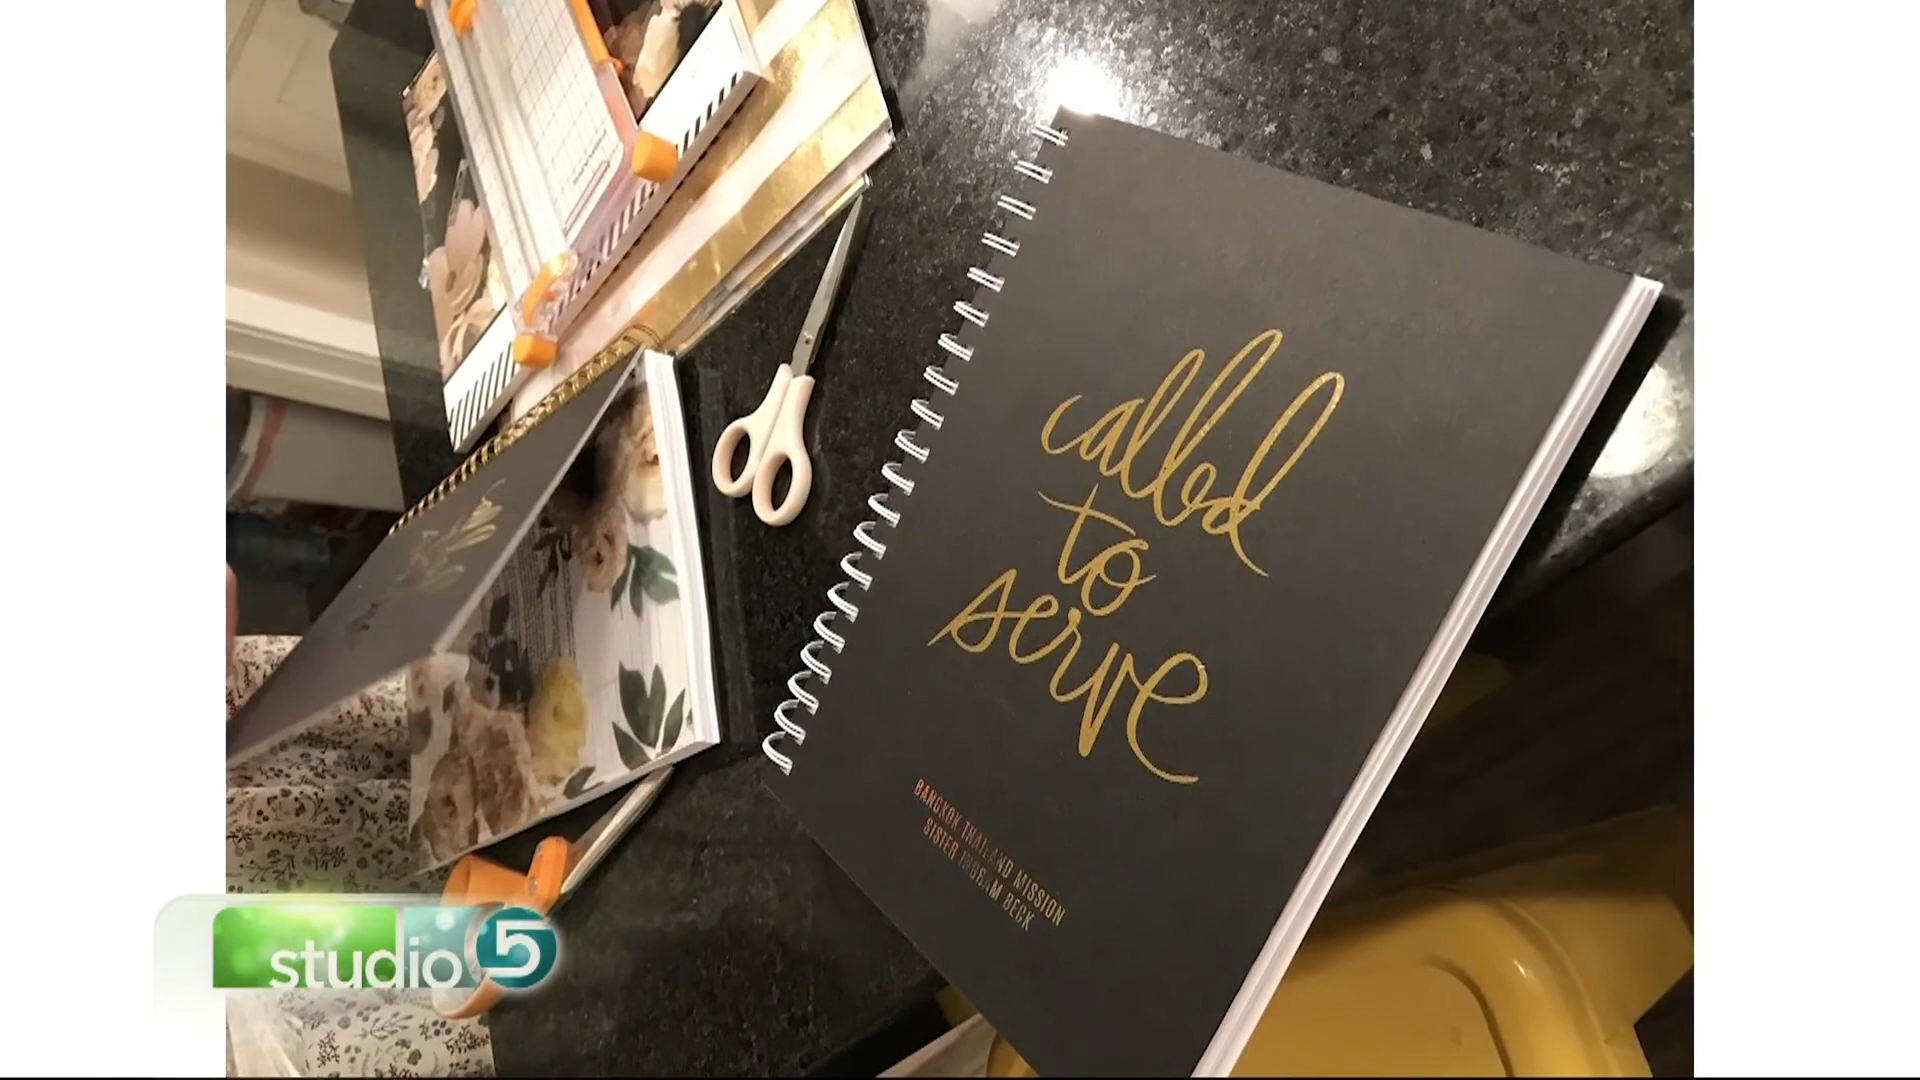 called
to
serve
BANGKOK THAILAND MISSION
SISTER INGRAM BECK
studio 5